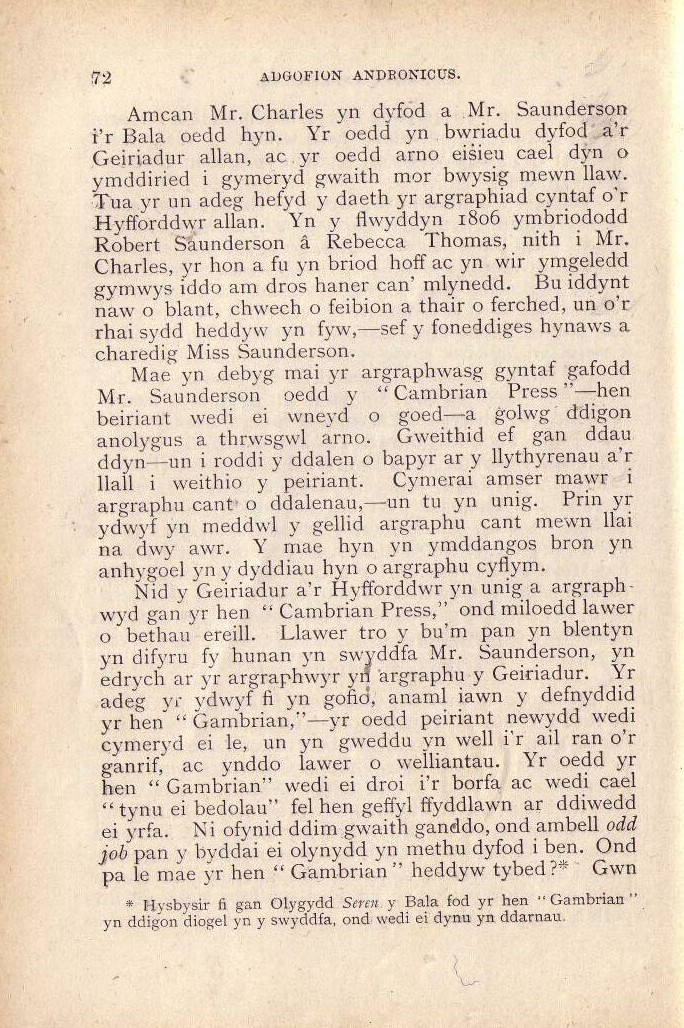 72 ADGOFION ANDRONICUS.
Amcan Mr. Charles yn dyfod a Mr. Saunderson
i'r Bala oedd hyn. Yr oedd yn bwriadu dyfod a'r
Geiriadur allan, ac yr oedd arno eisieu cael dyn o
ymddiried i gymeryd gwaith mor bwysig mewn llaw.
Tua yr un adeg hefyd y daeth yr argraphiad cyntaf o'r
Hyfforddwr allan. Yn y flwyddyn 1806 ymbriododd
Robert Saunderson â Rebecca Thomas, nith i Mr.
Charles, yr hon a fu yn briod hoff ac yn wir ymgeledd
gymwys iddo am dros haner can' mlynedd. Bu iddynt
naw o blant, chwech o feibion a thair o ferched, un o'r
rhai sydd heddyw yn fyw,—sef y foneddiges hynaws a
charedig Miss Saunderson.
Mae yn debyg mai yr argraphwasg gyntaf gafodd
Mr. Saunderson oedd y “Cambrian Press”—hen
beiriant wedi ei wneyd o goed—a golwg ddigon
anolygus a thrwsgwl arno. Gweithid ef gan ddau
ddyn—un i roddi y ddalen o bapyr ar y llythyrenau a'r
llall i weithio y peiriant. Cymerai amser mawr i
argraphu cant o ddalenau,—un tu yn unig. Prin yr
ydwyf yn meddwl y gellid argraphu cant mewn llai
na dwy awr. Y mae hyn yn ymddangos bron yn
anhygoel yn y dyddiau hyn o argraphu cyflym.
Nid y Geiriadur a'r Hyfforddwr yn unig a argraph-
wyd gan yr hen “Cambrian Press,” ond miloedd lawer
o bethau ereill. Llawer tro y bu'm pan yn blentyn
yn difyru fy hunan yn swyddfa Mr. Saunderson, yn
edrych ar yr argraphwyr yn argraphu y Geiriadur. Yr
adeg yr ydwyf fi yn gofio, anaml iawn y defnyddid
yr hen “Gambrian,”—yr oedd peiriant newydd wedi
cymeryd ei le, un yn gweddu yn well i'r ail ran o'r
ganrif, ac ynddo lawer o welliantau. Yr oedd yr
hen “Gambrian” wedi ei droi i'r borfa ac wedi cael
“tynu ei bedolau” fel hen geffyl ffyddlawn ar ddiwedd
ei yrfa. Ni ofynid ddim gwaith ganddo, ond ambell odd
job pan y byddai ei olynydd yn methu dyfod i ben. Ond
pa le mae yr hen “Gambrian” heddyw tybed?* Gwn
* Hysbysir fi gan Olygydd Seren y Bala fod yr hen “Gambrian”
yn ddigon diogel yn y swyddfa, ond wedi ei dynu yn ddarnau.